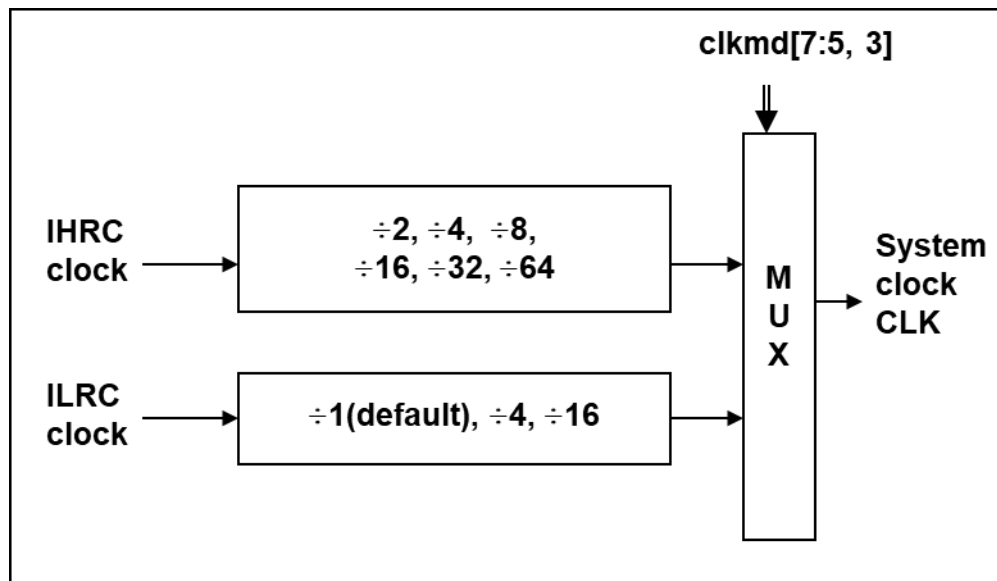 clkmd[7:5, 3]
IHRC
clock
÷2, ÷4, ÷8,
÷16, ÷32, ÷64
M
U
X
System
clock
CLK
ILRC
clock
÷1(default), ÷4, ÷16